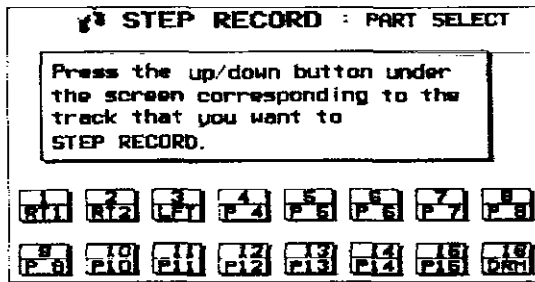 STEP RECORD : PART SELECT
Press the up/down button under
the screen corresponding to the
track that you want to
STEP RECORD.
1 2 3 4 5 6 7 8
RT1 RT2 LFT P 4 P 5 P 6 P 7 P 8
9 10 11 12 13 14 15 16
P 9 P10 P11 P12 P13 P14 P15 DRM